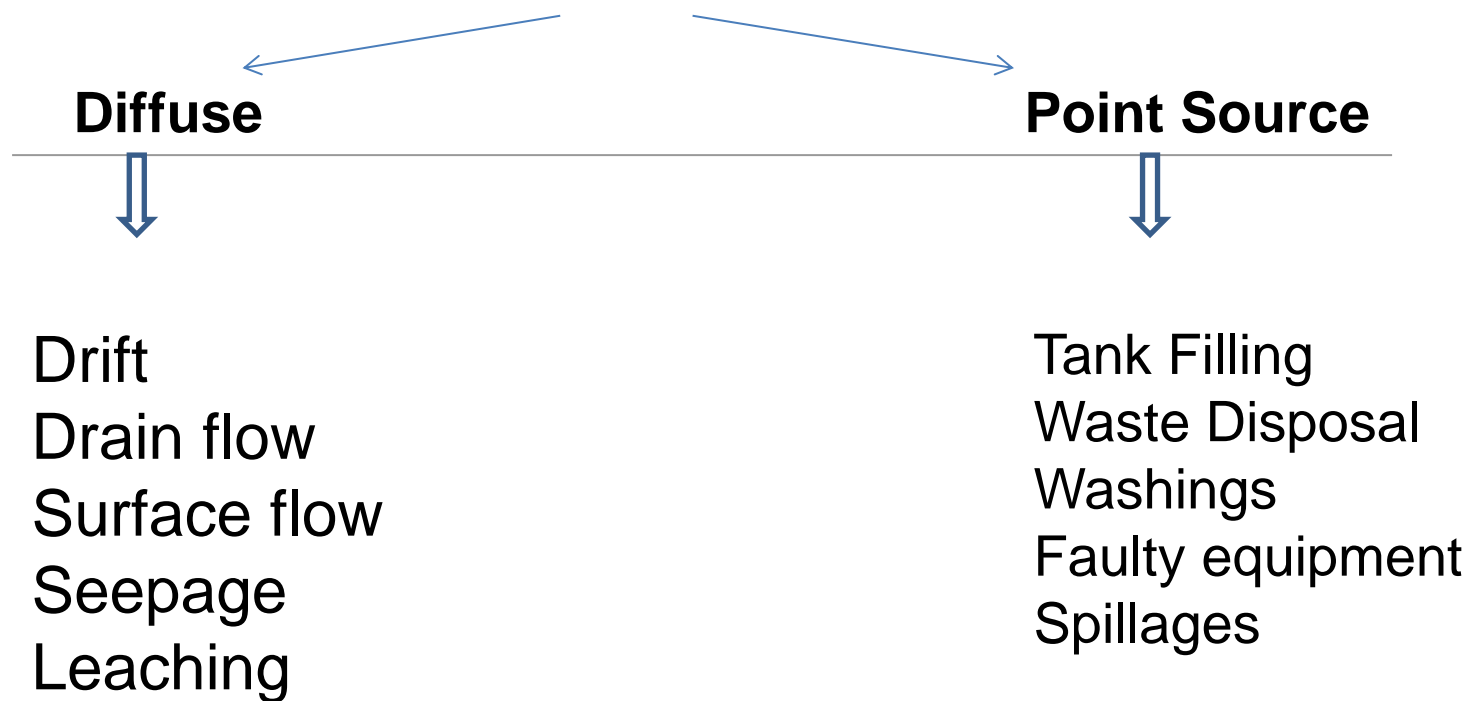 Diffuse
Point Source
Drift
Drain flow
Surface flow
Seepage
Leaching
Tank Filling
Waste Disposal
Washings
Faulty equipment
Spillages